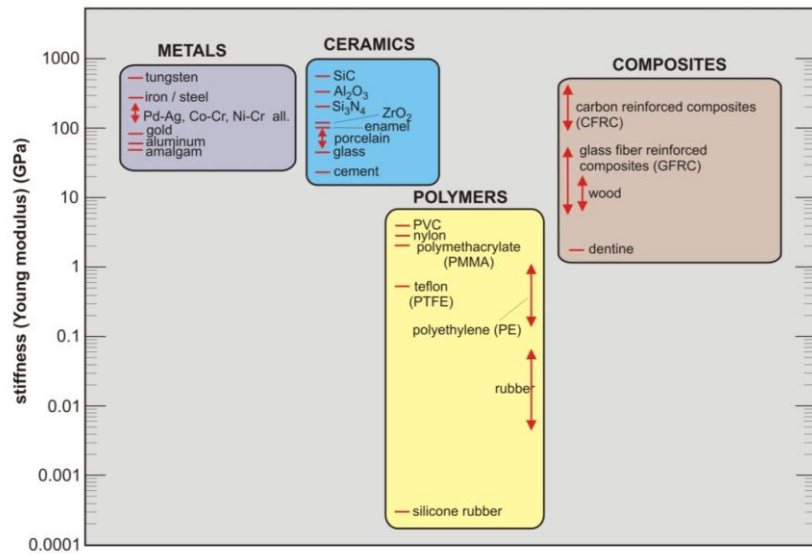 METALS
CERAMICS
COMPOSITES
POLYMERS
stiffness (Young modulus) (GPa)
1000
100
10
1
0.1
0.01
0.001
0.0001
tungsten
iron / steel
Pd-Ag, Co-Cr, Ni-Cr all.
gold
aluminum
amalgam
SiC
Al₂O₃
Si₃N₄
ZrO₂
enamel
porcelain
glass
cement
carbon reinforced composites
(CFRC)
glass fiber reinforced
composites (GFRC)
wood
dentine
PVC
nylon
polymethacrylate
(PMMA)
teflon
(PTFE)
polyethylene (PE)
rubber
silicone rubber